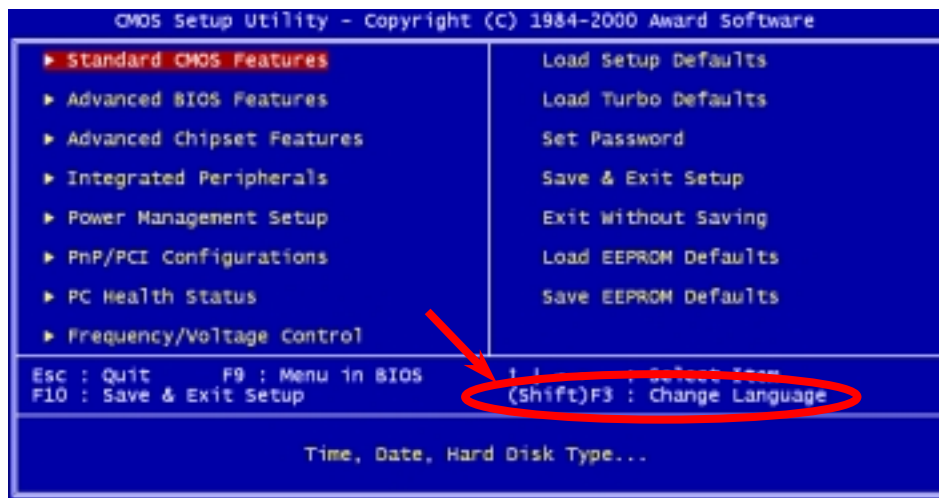 CMOS Setup Utility - Copyright (C) 1984-2000 Award Software
▶ Standard CMOS Features
▶ Advanced BIOS Features
▶ Advanced Chipset Features
▶ Integrated Peripherals
▶ Power Management Setup
▶ PnP/PCI Configurations
▶ PC Health Status
▶ Frequency/Voltage Control
Load Setup Defaults
Load Turbo Defaults
Set Password
Save & Exit Setup
Exit Without Saving
Load EEPROM Defaults
Save EEPROM Defaults
Esc : Quit F9 : Menu in BIOS
: Select Item
F10 : Save & Exit Setup
(Shift)F3 : Change Language
Time, Date, Hard Disk Type...